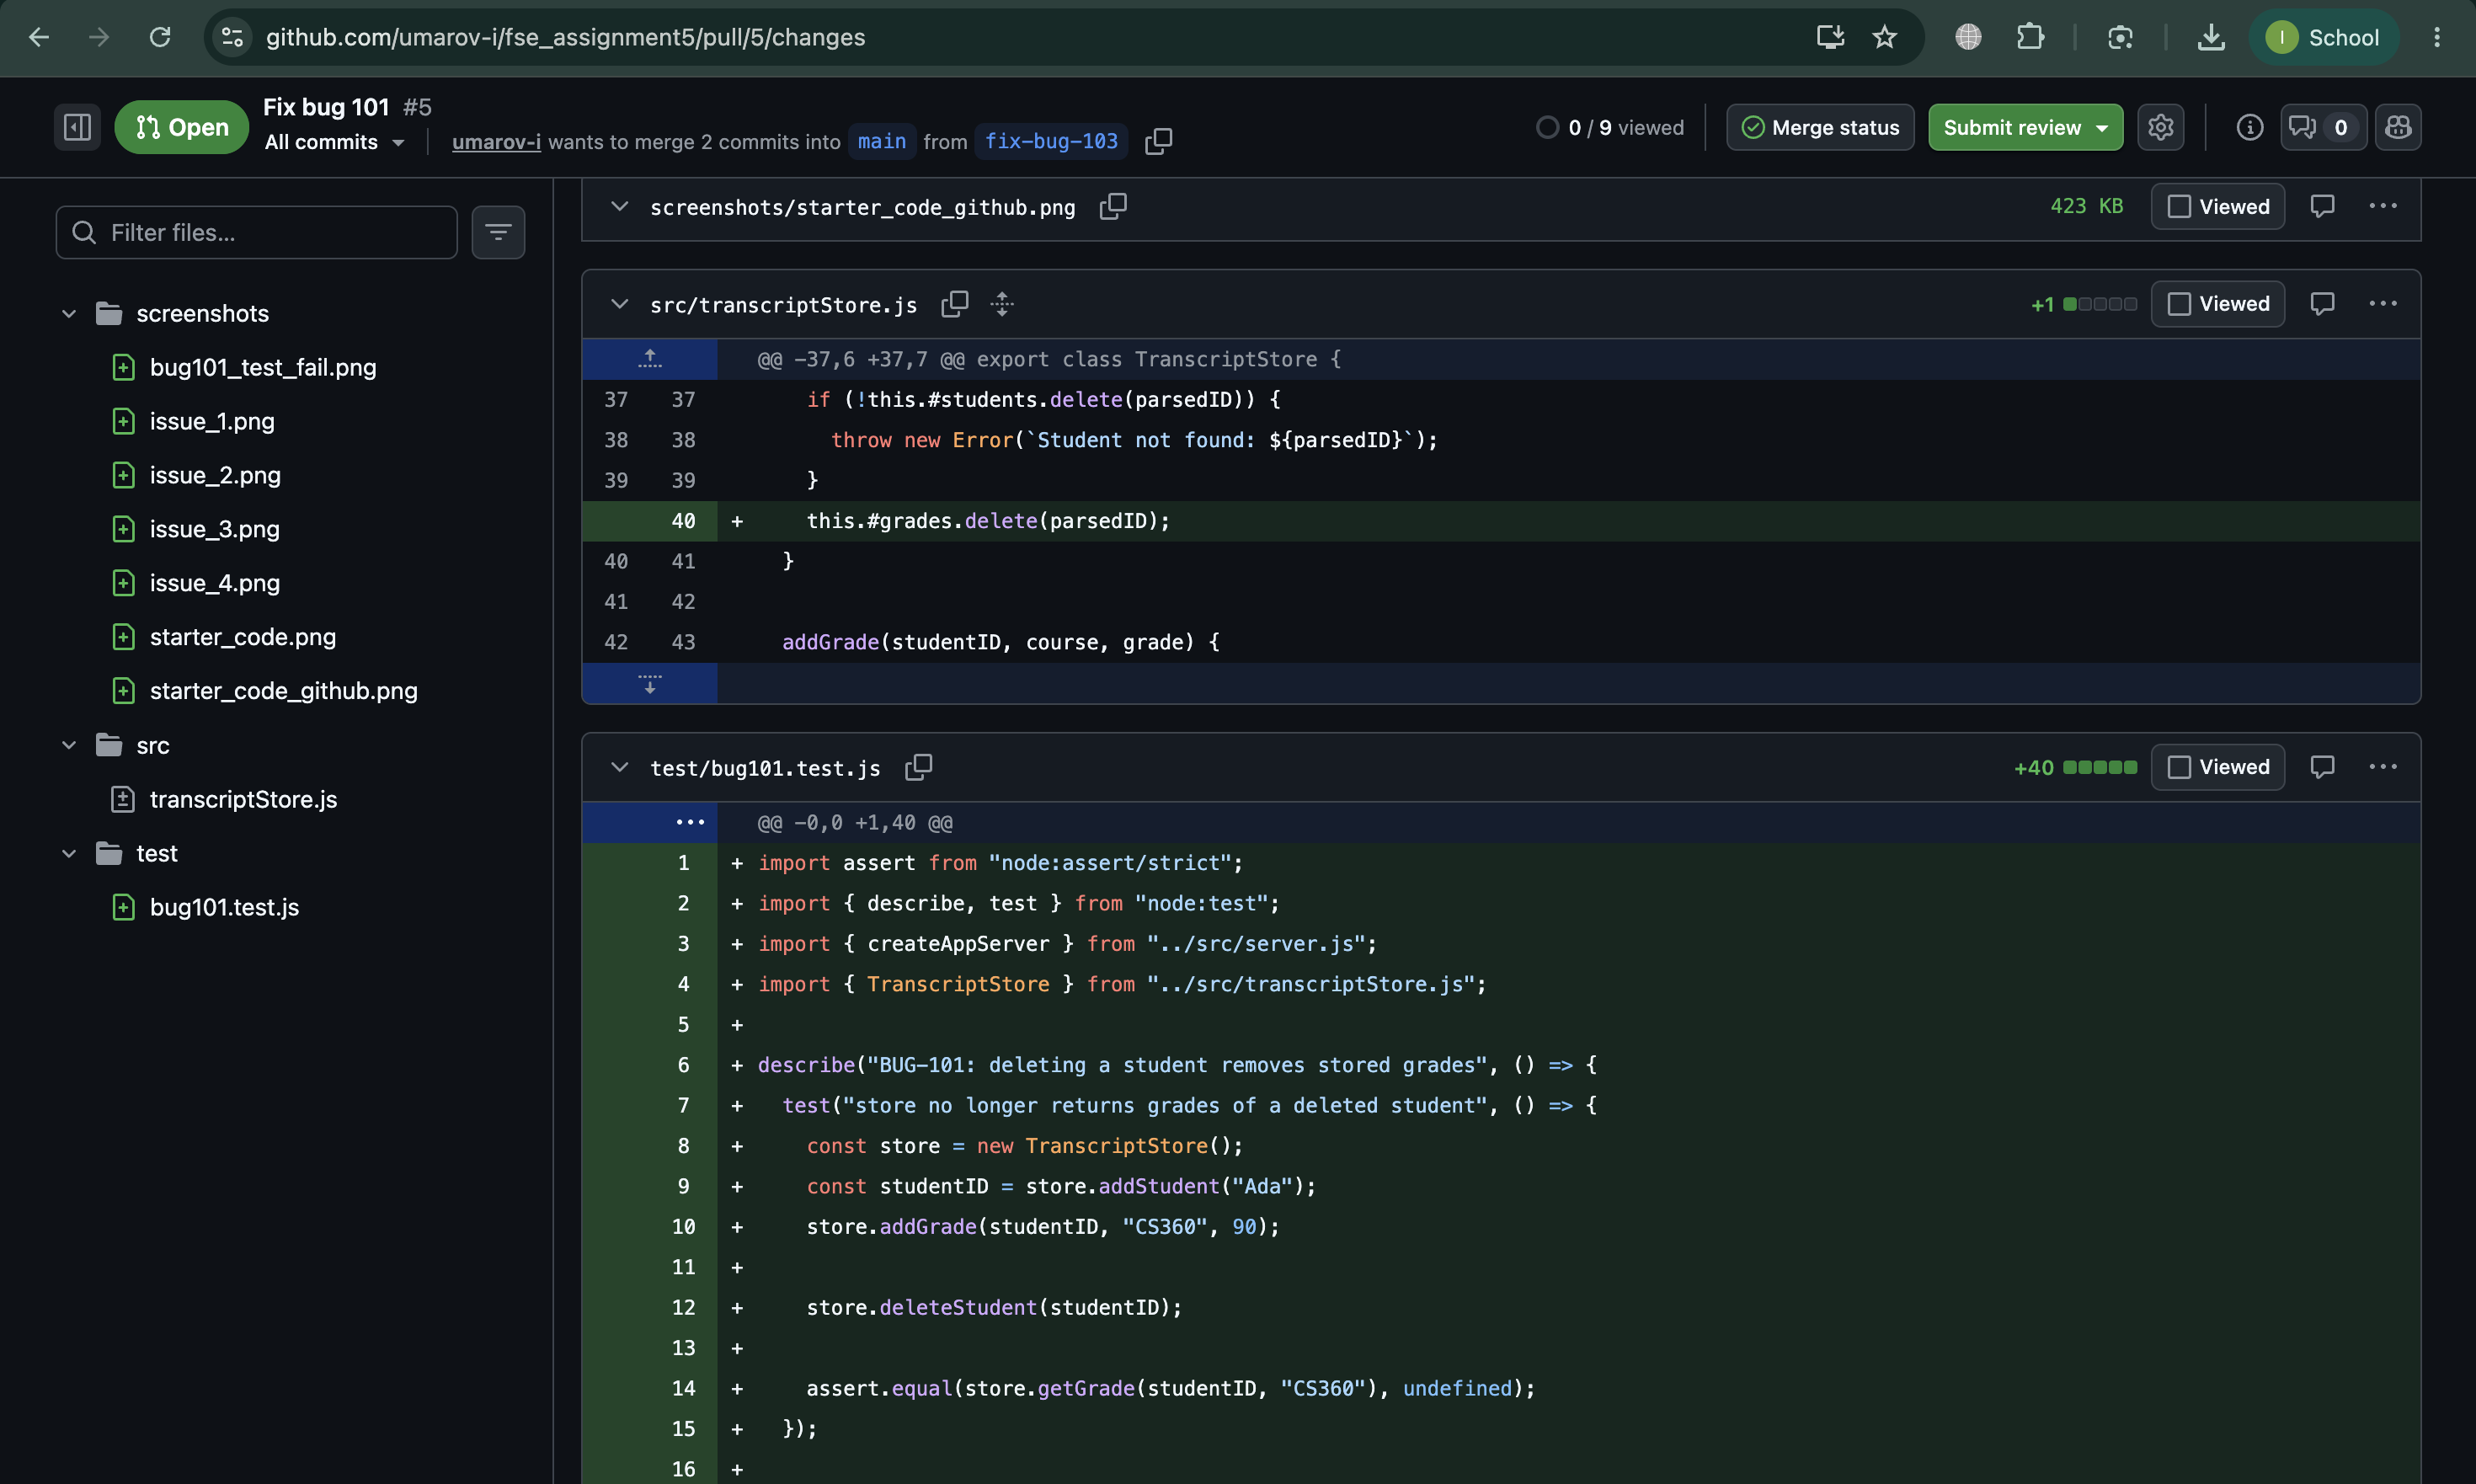 github.com/umarov-i/fse_assignment5/pull/5/changes
I School
Open
Fix bug 101 #5
All commits
umarov-i wants to merge 2 commits into main from fix-bug-103
0 / 9 viewed
Merge status
Submit review
0
Filter files...
screenshots
bug101_test_fail.png
issue_1.png
issue_2.png
issue_3.png
issue_4.png
starter_code.png
starter_code_github.png
src
transcriptStore.js
test
bug101.test.js
screenshots/starter_code_github.png
423 KB
Viewed
src/transcriptStore.js
+1
Viewed
@@ -37,6 +37,7 @@ export class TranscriptStore {
37 37 if (!this.#students.delete(parsedID)) {
38 38 throw new Error(`Student not found: ${parsedID}`);
39 39 }
40 + this.#grades.delete(parsedID);
40 41 }
41 42
42 43 addGrade(studentID, course, grade) {
test/bug101.test.js
+40
Viewed
@@ -0,0 +1,40 @@
1 + import assert from "node:assert/strict";
2 + import { describe, test } from "node:test";
3 + import { createAppServer } from "../src/server.js";
4 + import { TranscriptStore } from "../src/transcriptStore.js";
5 +
6 + describe("BUG-101: deleting a student removes stored grades", () => {
7 + test("store no longer returns grades of a deleted student", () => {
8 + const store = new TranscriptStore();
9 + const studentID = store.addStudent("Ada");
10 + store.addGrade(studentID, "CS360", 90);
11 +
12 + store.deleteStudent(studentID);
13 +
14 + assert.equal(store.getGrade(studentID, "CS360"), undefined);
15 + });
16 +